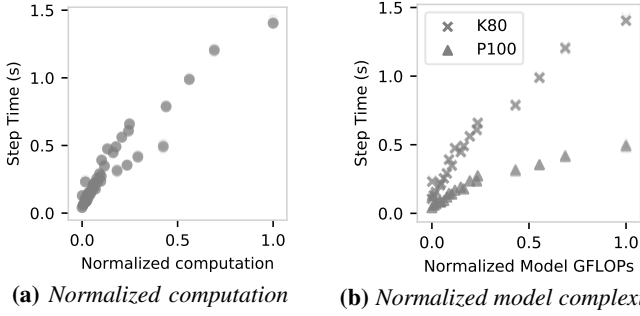 1.5
1.0
0.5
0.0
Step Time (s)
0.0 0.5 1.0
Normalized computation
(a) Normalized computation
K80
P100
1.5
1.0
0.5
0.0
Step Time (s)
0.0 0.5 1.0
Normalized Model GFLOPs
(b) Normalized model